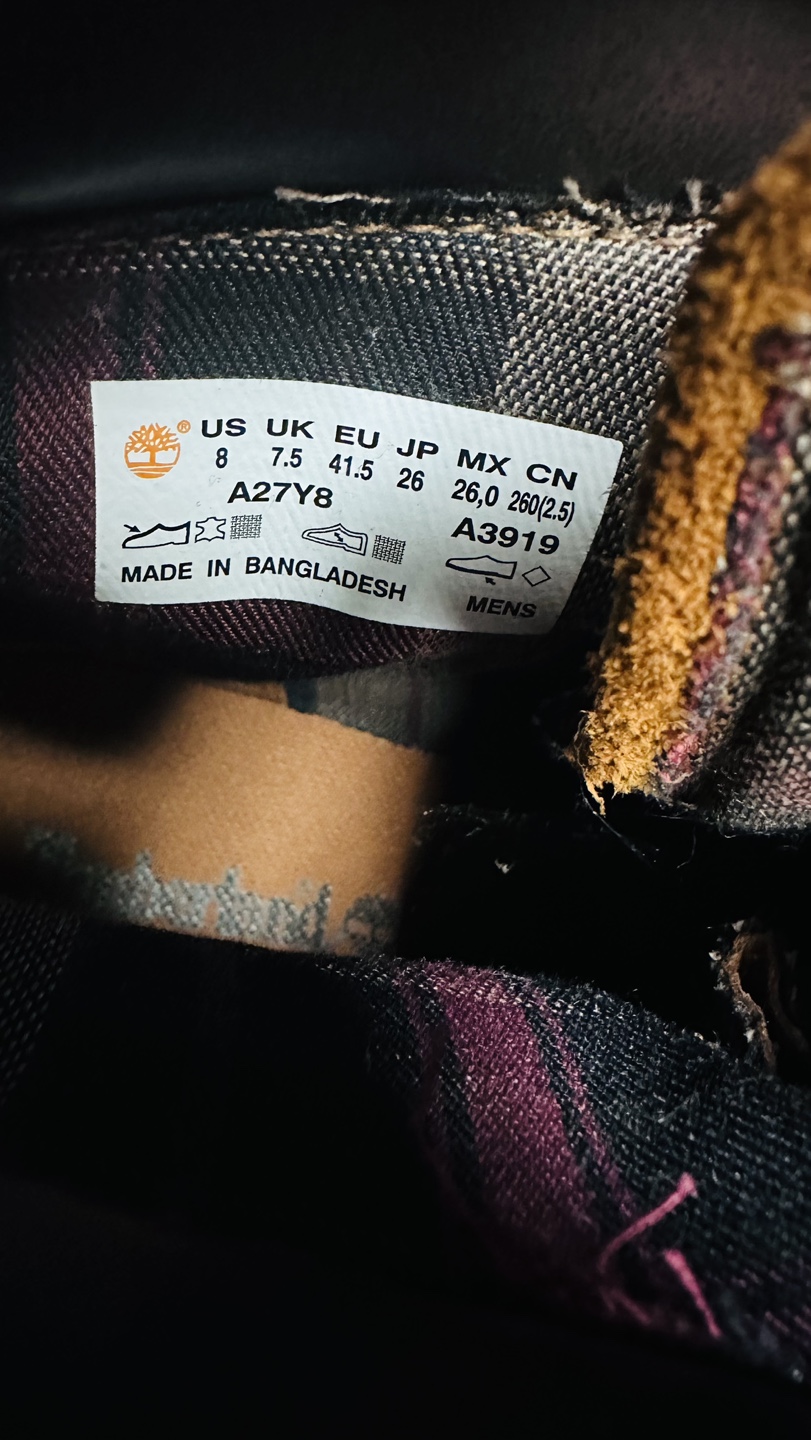 ® US UK EU JP MX CN
8 7.5 41.5 26 26,0 260(2.5)
A27Y8 A3919
MADE IN BANGLADESH MENS
Timberland